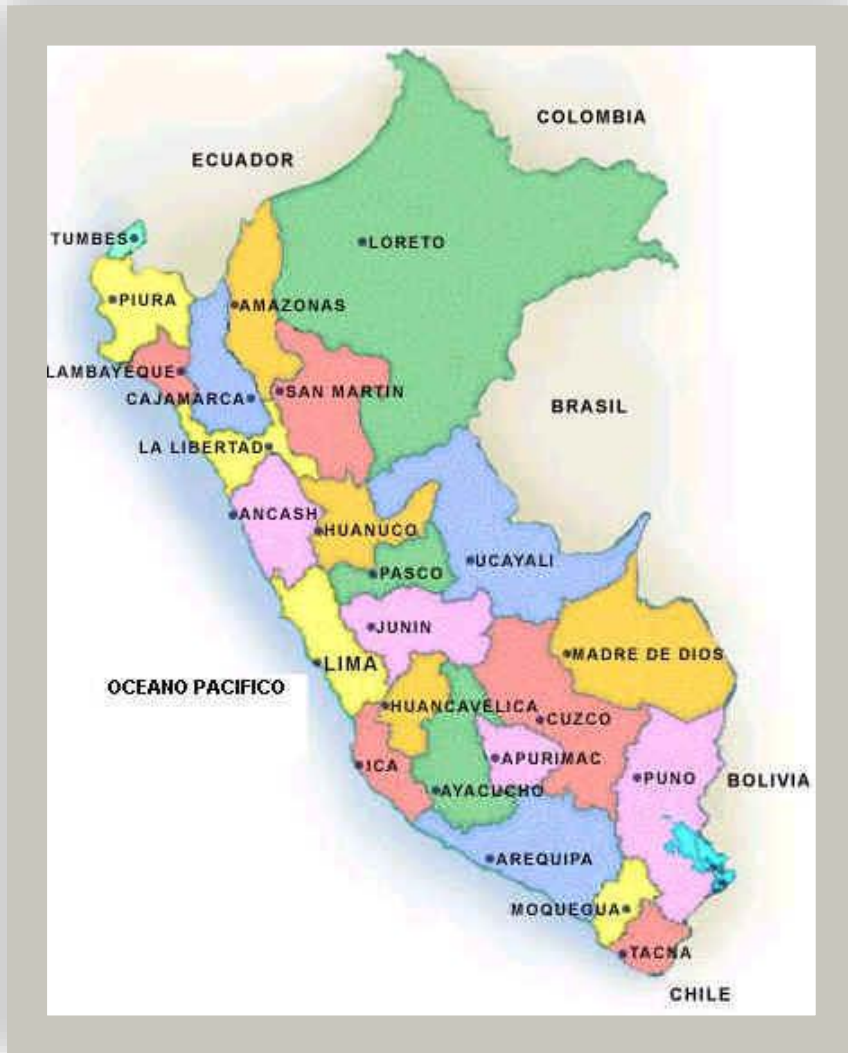 COLOMBIA
ECUADOR
TUMBES
LORETO
PIURA
AMAZONAS
LAMBAYEQUE
SAN MARTIN
CAJAMARCA
BRASIL
LA LIBERTAD
ANCASH
HUANUCO
UCAYALI
PASCO
JUNIN
MADRE DE DIOS
LIMA
OCEANO PACIFICO
HUANCAVELICA
CUZCO
APURIMAC
ICA
PUNO
BOLIVIA
AYACUCHO
AREQUIPA
MOQUEGUA
TACNA
CHILE